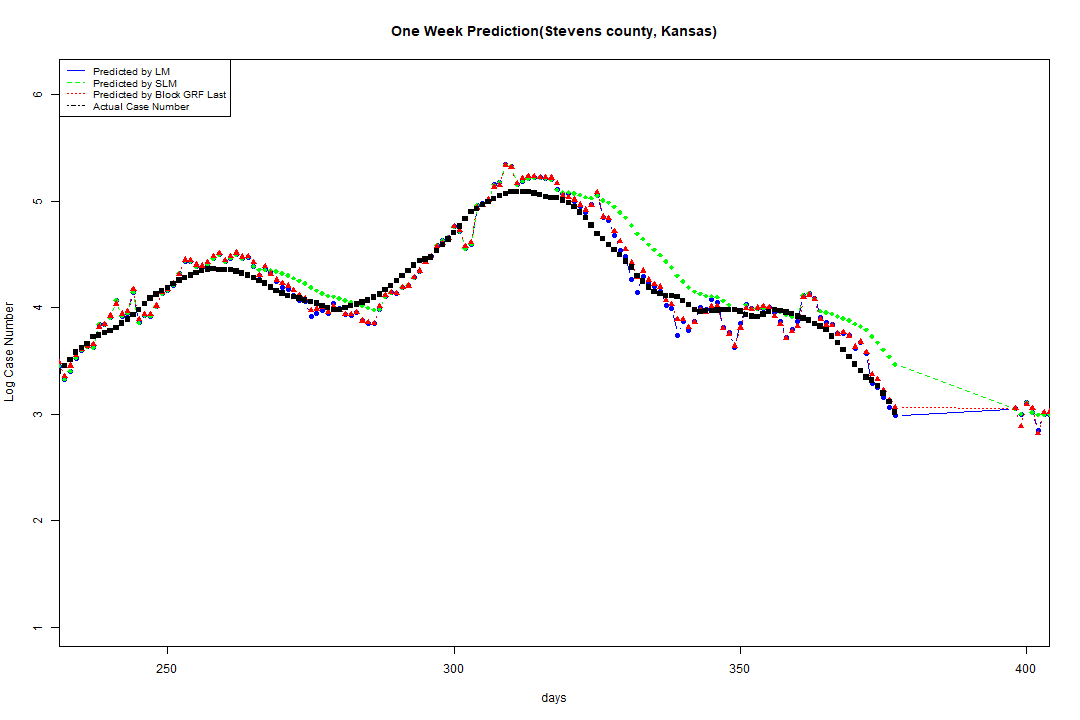 One Week Prediction(Stevens county, Kansas)
Predicted by LM
Predicted by SLM
Predicted by Block GRF Last
Actual Case Number
6
5
4
3
2
1
Log Case Number
250
300
350
400
days